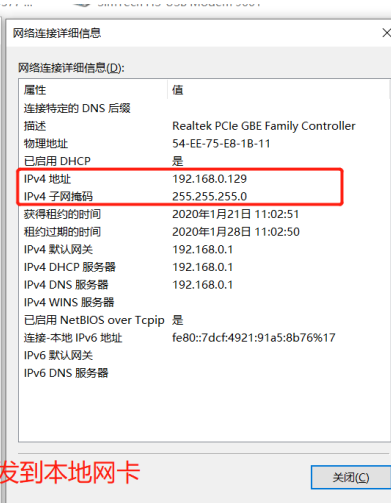 网络连接详细信息
网络连接详细信息(D):
属性 值
连接特定的 DNS 后缀
描述 Realtek PCIe GBE Family Controller
物理地址 54-EE-75-E8-1B-11
已启用 DHCP 是
IPv4 地址 192.168.0.129
IPv4 子网掩码 255.255.255.0
获得租约的时间 2020年1月21日 11:02:51
租约过期的时间 2020年1月28日 11:02:50
IPv4 默认网关 192.168.0.1
IPv4 DHCP 服务器 192.168.0.1
IPv4 DNS 服务器 192.168.0.1
IPv4 WINS 服务器
已启用 NetBIOS over Tcpip 是
连接-本地 IPv6 地址 fe80::7dcf:4921:91a5:8b76%17
IPv6 默认网关
IPv6 DNS 服务器
发到本地网卡
关闭(C)